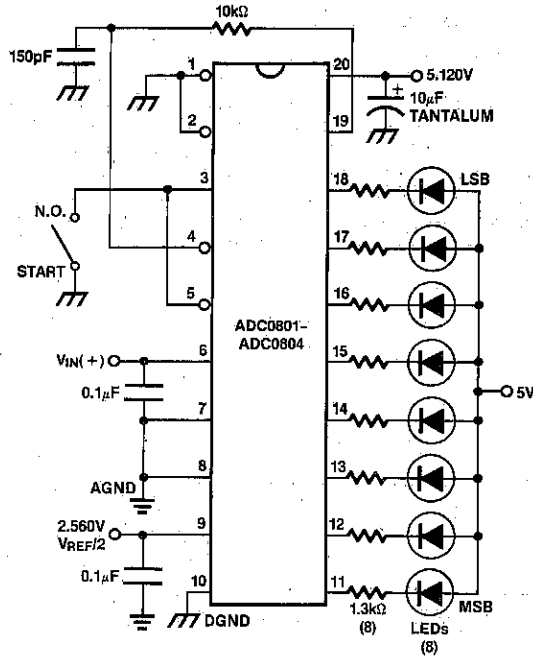 10kΩ
150pF
1
20
5.120V
+
10μF
TANTALUM
2
19
3
18
LSB
N.O.
START
4
17
5
16
ADC0801–
ADC0804
VIN(+)
6
15
0.1μF
5V
7
14
8
13
AGND
2.560V
VREF/2
9
12
0.1μF
10
11
DGND
1.3kΩ
(8)
LEDs
(8)
MSB